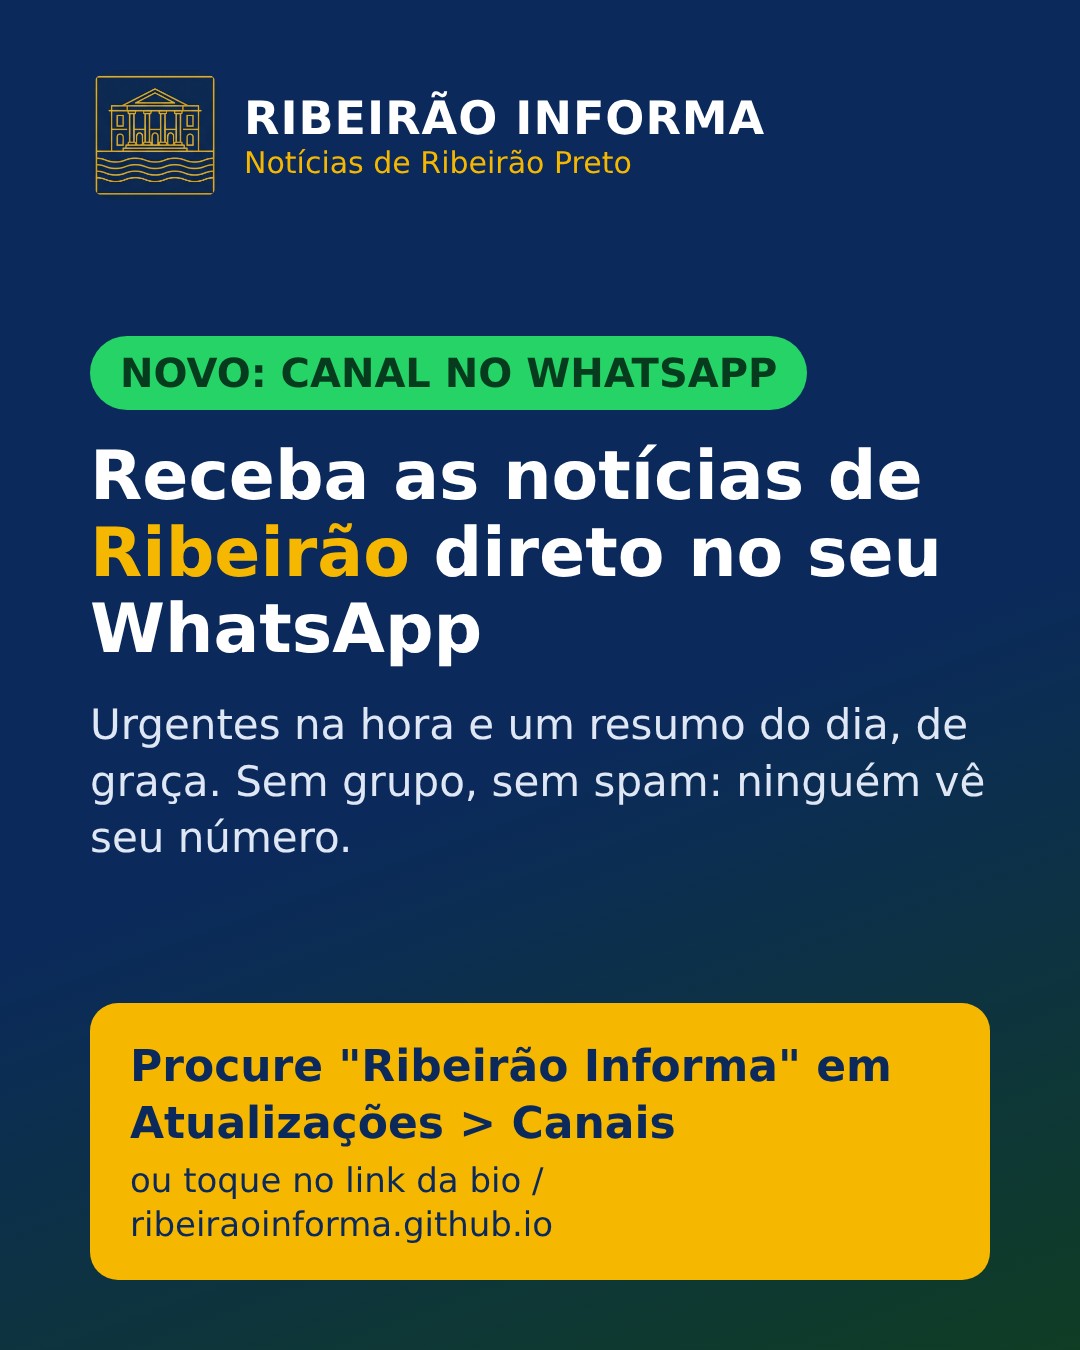 RIBEIRÃO INFORMA
Notícias de Ribeirão Preto
NOVO: CANAL NO WHATSAPP
Receba as notícias de
Ribeirão direto no seu
WhatsApp
Urgentes na hora e um resumo do dia, de
graça. Sem grupo, sem spam: ninguém vê
seu número.
Procure "Ribeirão Informa" em
Atualizações > Canais
ou toque no link da bio /
ribeiraoinforma.github.io